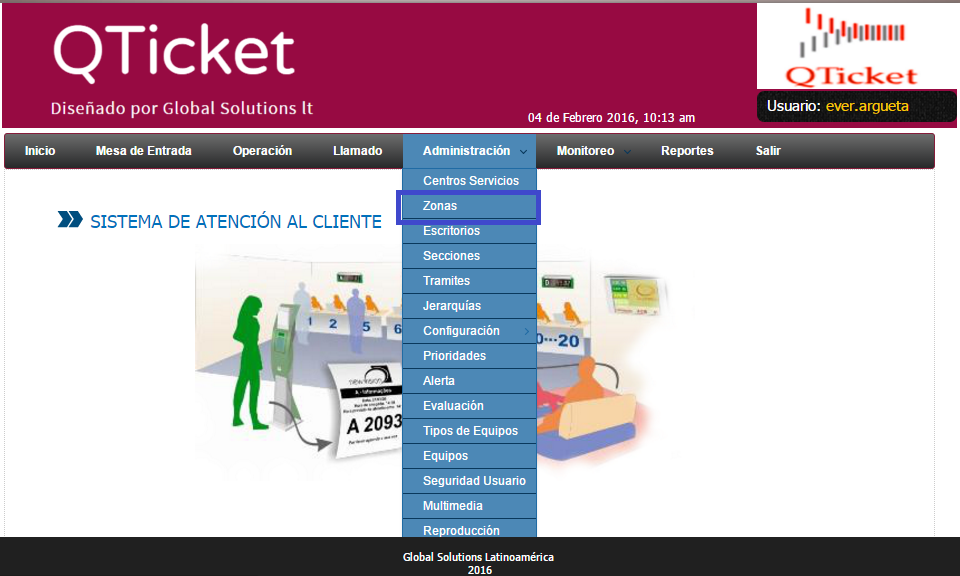 QTicket
Diseñado por Global Solutions lt
04 de Febrero 2016, 10:13 am
QTicket
Usuario: ever.argueta
Inicio Mesa de Entrada Operación Llamado Administración Monitoreo Reportes Salir
Centros Servicios
Zonas
Escritorios
Secciones
Tramites
Jerarquías
Configuración
Prioridades
Alerta
Evaluación
Tipos de Equipos
Equipos
Seguridad Usuario
Multimedia
Reproducción
SISTEMA DE ATENCIÓN AL CLIENTE
1 2 5 6
0···20
A 2093
Global Solutions Latinoamérica
2016